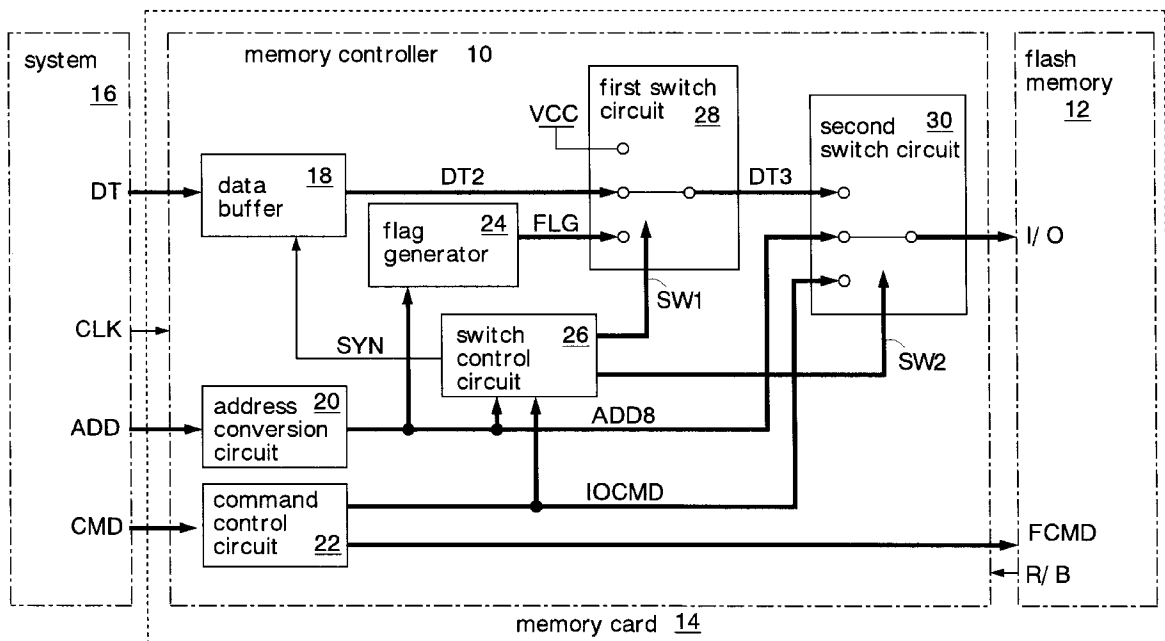 system
16
memory controller 10
flash
memory
12
first switch
circuit
28
VCC
30
second
switch circuit
DT
data
buffer
18
DT2
DT3
24
flag
generator
FLG
I/ O
SW1
CLK
SYN
switch
control
circuit
26
SW2
ADD
address
conversion
circuit
20
ADD8
CMD
command
control
circuit
22
IOCMD
FCMD
R/ B
memory card 14